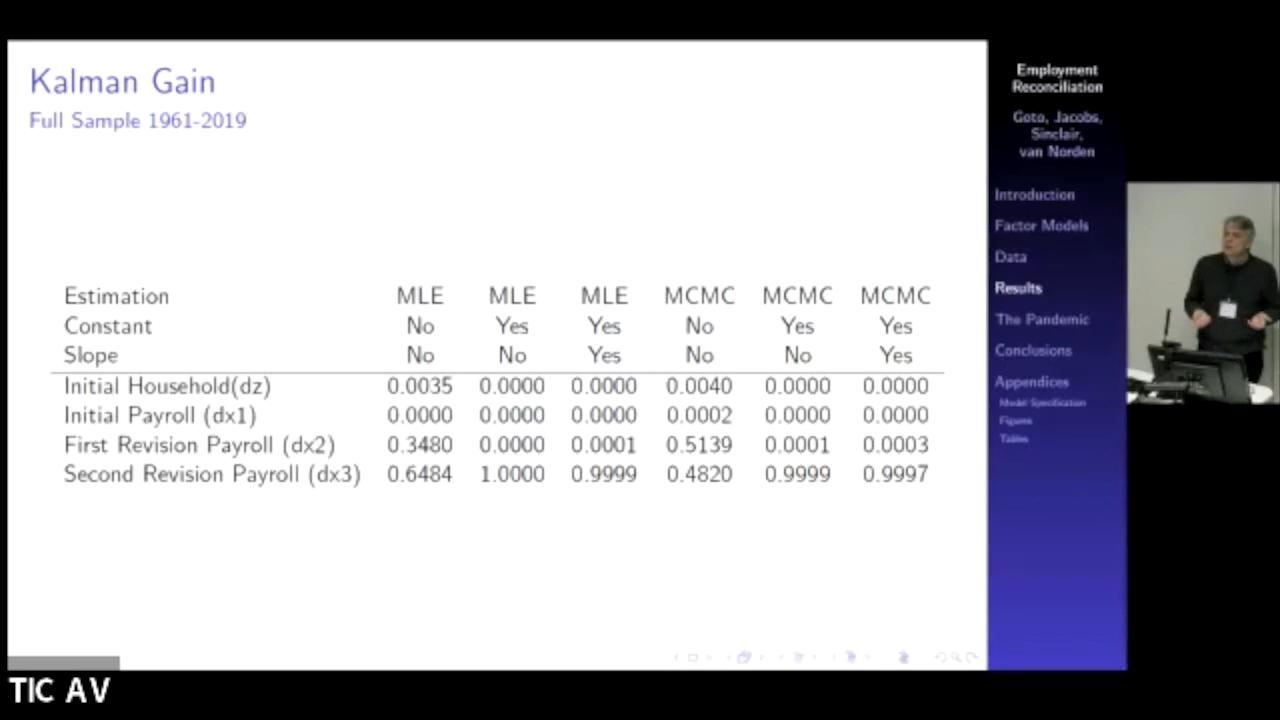 Kalman Gain
Full Sample 1961-2019
Estimation MLE MLE MLE MCMC MCMC MCMC
Constant No Yes Yes No Yes Yes
Slope No No Yes No No Yes
Initial Household(dz) 0.0035 0.0000 0.0000 0.0040 0.0000 0.0000
Initial Payroll (dx1) 0.0000 0.0000 0.0000 0.0002 0.0000 0.0000
First Revision Payroll (dx2) 0.3480 0.0000 0.0001 0.5139 0.0001 0.0003
Second Revision Payroll (dx3) 0.6484 1.0000 0.9999 0.4820 0.9999 0.9997
Employment
Reconciliation
Goto, Jacobs,
Sinclair,
van Norden
Introduction
Factor Models
Data
Results
The Pandemic
Conclusions
Appendices
Model Specification
Figures
Tables
TIC AV